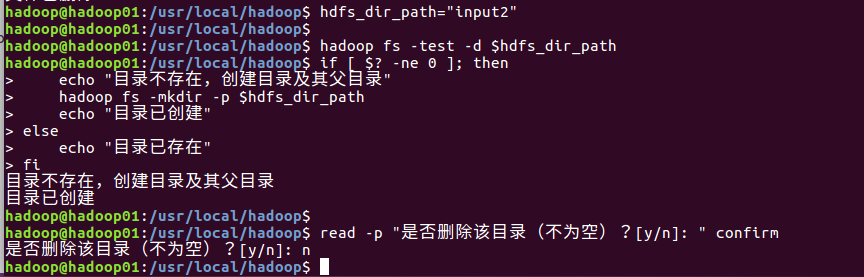 hadoop@hadoop01:/usr/local/hadoop$ hdfs_dir_path="input2"
hadoop@hadoop01:/usr/local/hadoop$
hadoop@hadoop01:/usr/local/hadoop$ hadoop fs -test -d $hdfs_dir_path
hadoop@hadoop01:/usr/local/hadoop$ if [ $? -ne 0 ]; then
>     echo "目录不存在，创建目录及其父目录"
>     hadoop fs -mkdir -p $hdfs_dir_path
>     echo "目录已创建"
> else
>     echo "目录已存在"
> fi
目录不存在，创建目录及其父目录
目录已创建
hadoop@hadoop01:/usr/local/hadoop$
hadoop@hadoop01:/usr/local/hadoop$ read -p "是否删除该目录（不为空）？[y/n]: " confirm
是否删除该目录（不为空）？[y/n]: n
hadoop@hadoop01:/usr/local/hadoop$